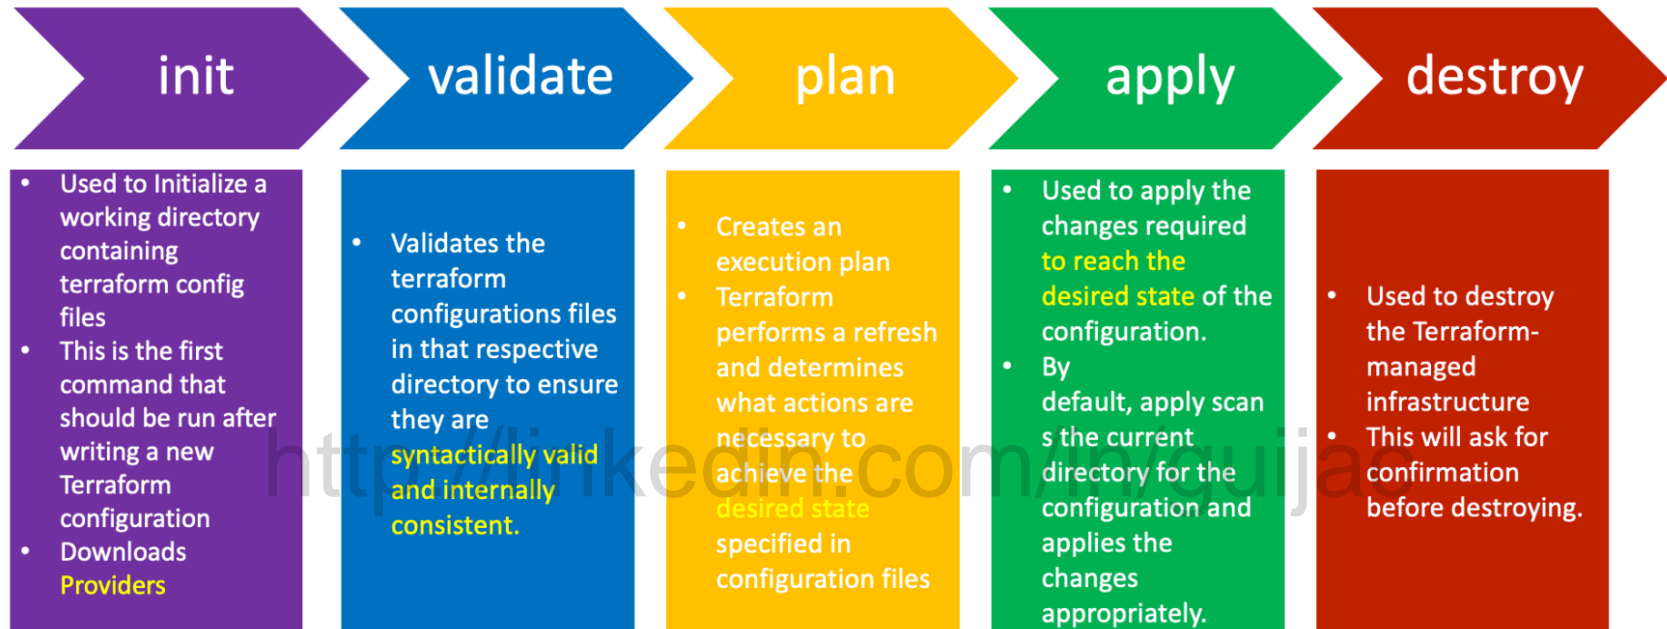 init
validate
plan
apply
destroy
• Used to Initialize a
working directory
containing
terraform config
files
• This is the first
command that
should be run after
writing a new
Terraform
configuration
• Downloads
Providers
• Validates the
terraform
configurations files
in that respective
directory to ensure
they are
syntactically valid
and internally
consistent.
• Creates an
execution plan
• Terraform
performs a refresh
and determines
what actions are
necessary to
achieve the
desired state
specified in
configuration files
• Used to apply the
changes required
to reach the
desired state of the
configuration.
• By
default, apply scan
s the current
directory for the
configuration and
applies the
changes
appropriately.
• Used to destroy
the Terraform-
managed
infrastructure
• This will ask for
confirmation
before destroying.
http://linkedin.com/in/guijac